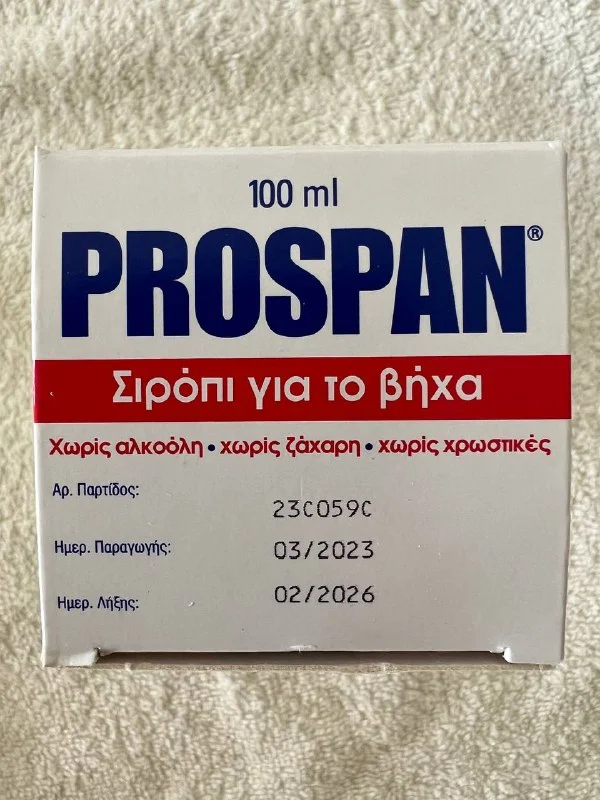 100 ml
PROSPAN®
Σιρόπι για το βήχα
Χωρίς αλκοόλη • χωρίς ζάχαρη • χωρίς χρωστικές
Αρ. Παρτίδος:
23C059C
Ημερ. Παραγωγής:
03/2023
Ημερ. Λήξης:
02/2026